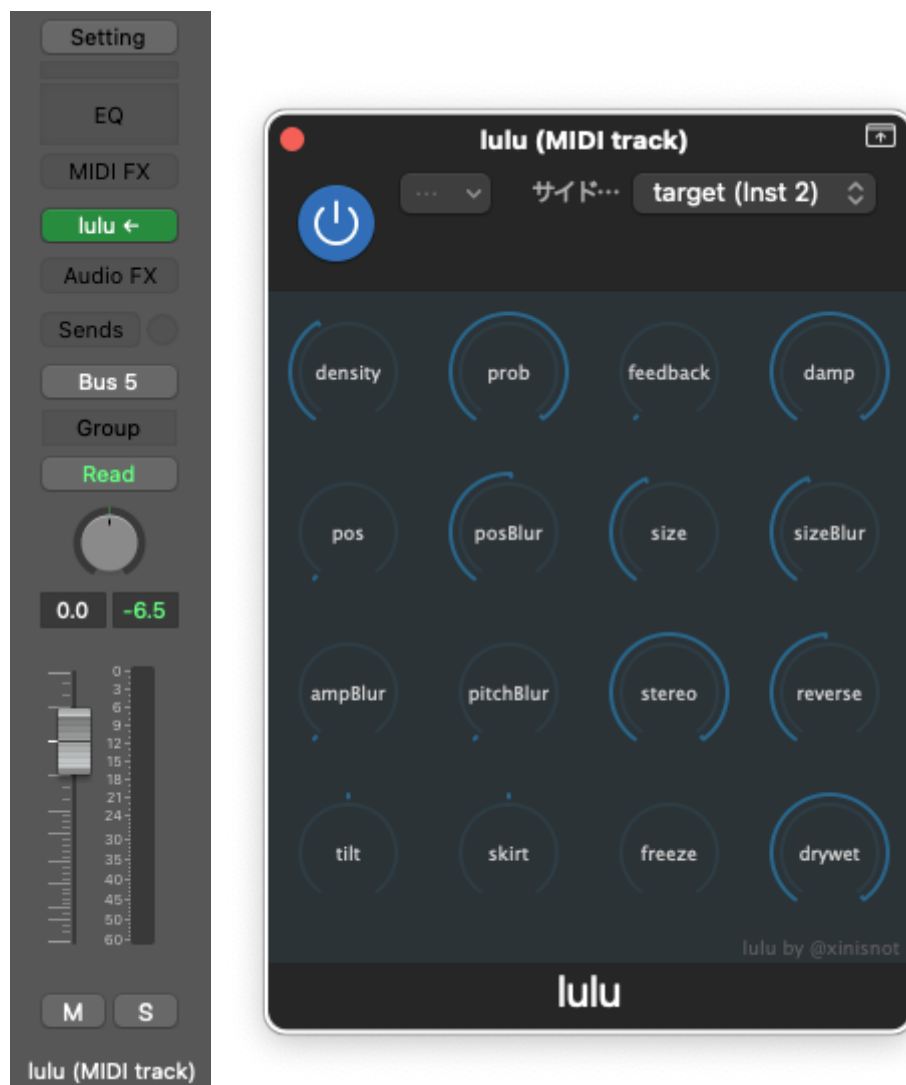 Setting
EQ
MIDI FX
lulu ←
Audio FX
Sends
Bus 5
Group
Read
0.0 -6.5
0
3
6
9
12
15
18
21
24
30
35
40
45
50
60
M S
lulu (MIDI track)
lulu (MIDI track)
... サイド… target (Inst 2)
density prob feedback damp
pos posBlur size sizeBlur
ampBlur pitchBlur stereo reverse
tilt skirt freeze drywet
lulu by @xinisnot
lulu